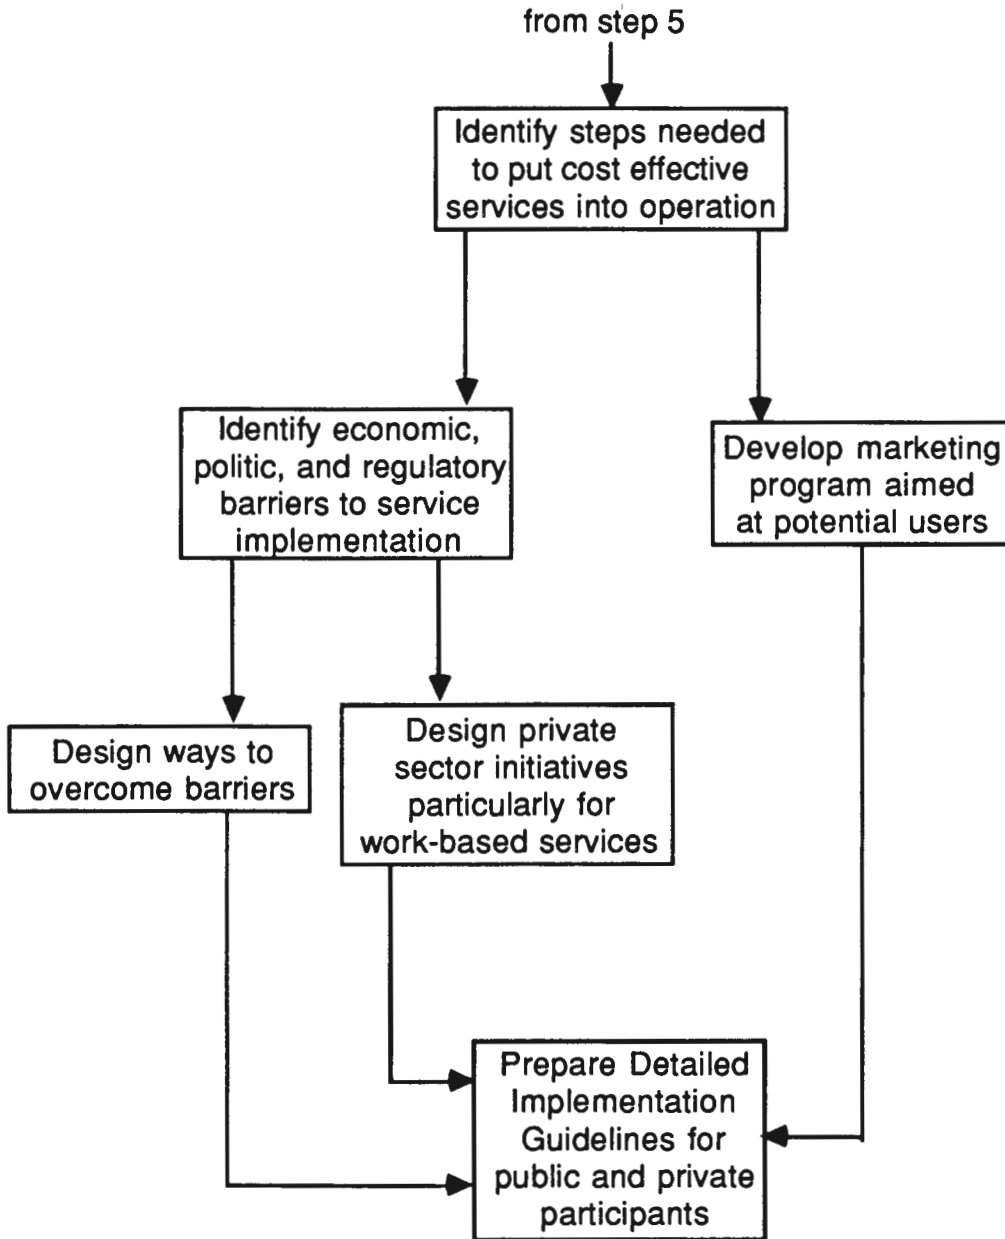 from step 5
Identify steps needed
to put cost effective
services into operation
Identify economic,
politic, and regulatory
barriers to service
implementation
Develop marketing
program aimed
at potential users
Design ways to
overcome barriers
Design private
sector initiatives
particularly for
work-based services
Prepare Detailed
Implementation
Guidelines for
public and private
participants